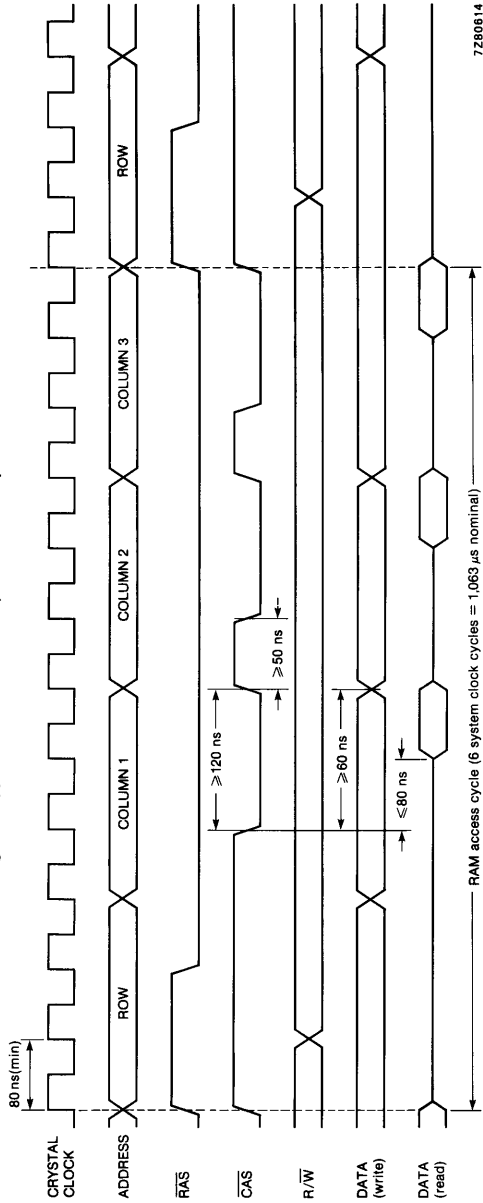 80 ns(min)
CRYSTAL
CLOCK
ADDRESS
ROW
COLUMN 1
COLUMN 2
COLUMN 3
ROW
RAS
CAS
⩾120 ns
⩾50 ns
R/W
DATA
(write)
⩾60 ns
⩽80 ns
DATA
(read)
RAM access cycle (6 system clock cycles = 1,063 μs nominal)
7Z80614